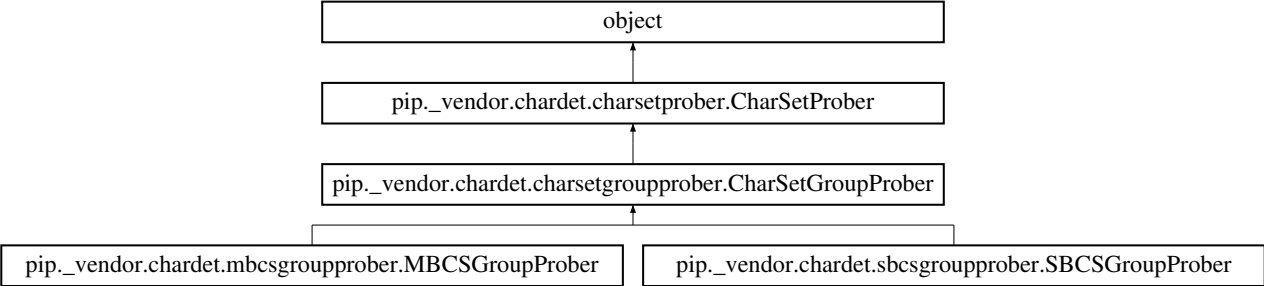 object
pip._vendor.chardet.charsetprober.CharSetProber
pip._vendor.chardet.charsetgroupprober.CharSetGroupProber
pip._vendor.chardet.mbcsgroupprober.MBCSGroupProber
pip._vendor.chardet.sbcsgroupprober.SBCSGroupProber